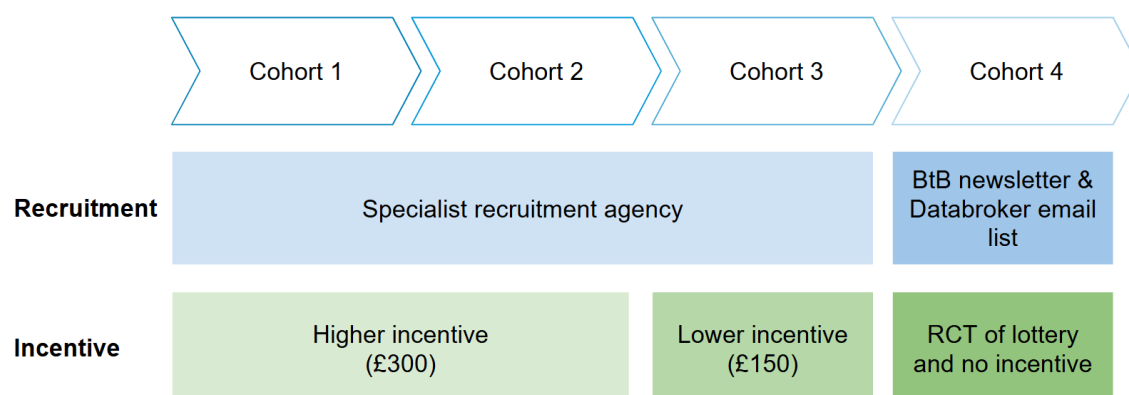 Cohort 1
Cohort 2
Cohort 3
Cohort 4
Recruitment
Specialist recruitment agency
BtB newsletter &
Databroker email
list
Incentive
Higher incentive
(£300)
Lower incentive
(£150)
RCT of lottery
and no incentive